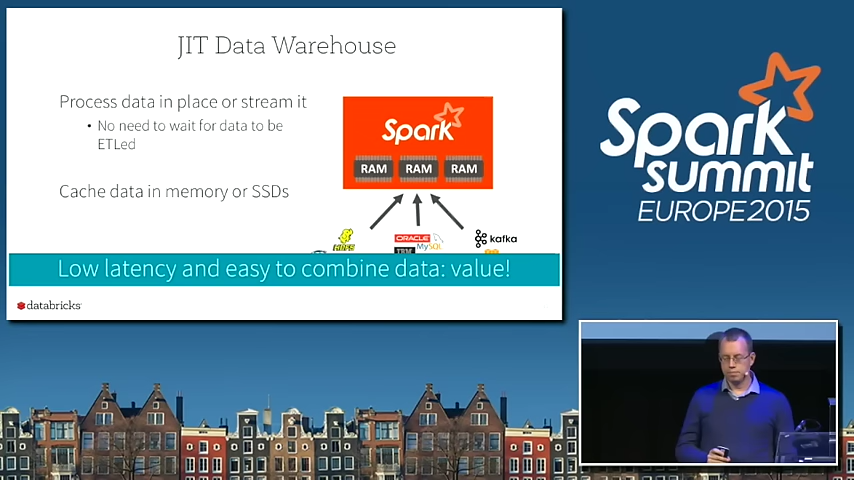 JIT Data Warehouse
Process data in place or stream it
• No need to wait for data to be
ETLed
Cache data in memory or SSDs
Spark
RAM RAM RAM
ORACLE
MySQL
IBM
kafka
Low latency and easy to combine data: value!
databricks
Spark
summit
EUROPE2015